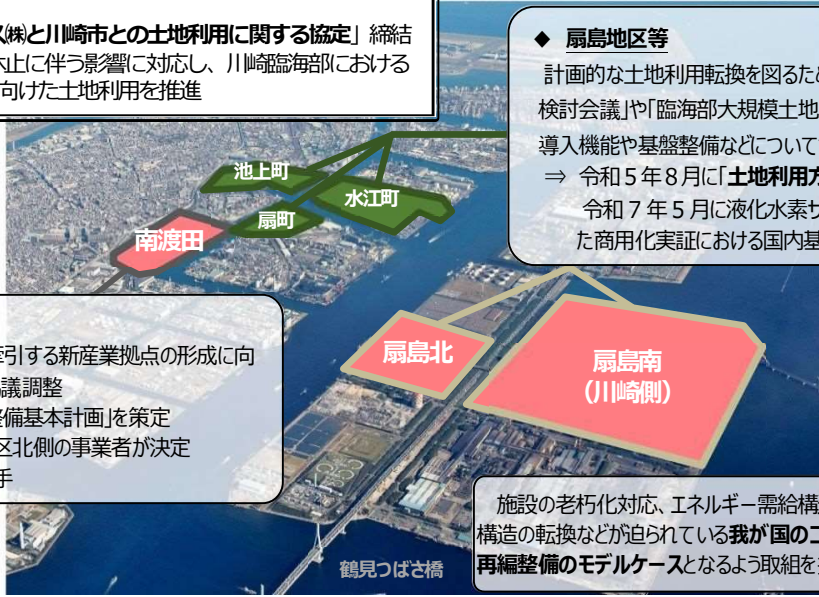 ㈱と川崎市との土地利用に関する協定」締結
止に伴う影響に対応し、川崎臨海部における
向けた土地利用を推進
◆ 扇島地区等
計画的な土地利用転換を図るため
検討会議」や「臨海部大規模土地
導入機能や基盤整備などについて
⇒ 令和５年８月に「土地利用方
令和７年５月に液化水素サ
た商用化実証における国内基
池上町
水江町
扇町
南渡田
牽引する新産業拠点の形成に向
議調整
整備基本計画」を策定
区北側の事業者が決定
手
扇島北
扇島南
（川崎側）
施設の老朽化対応、エネルギー需給構
構造の転換などが迫られている我が国のコ
再編整備のモデルケースとなるよう取組を
鶴見つばさ橋